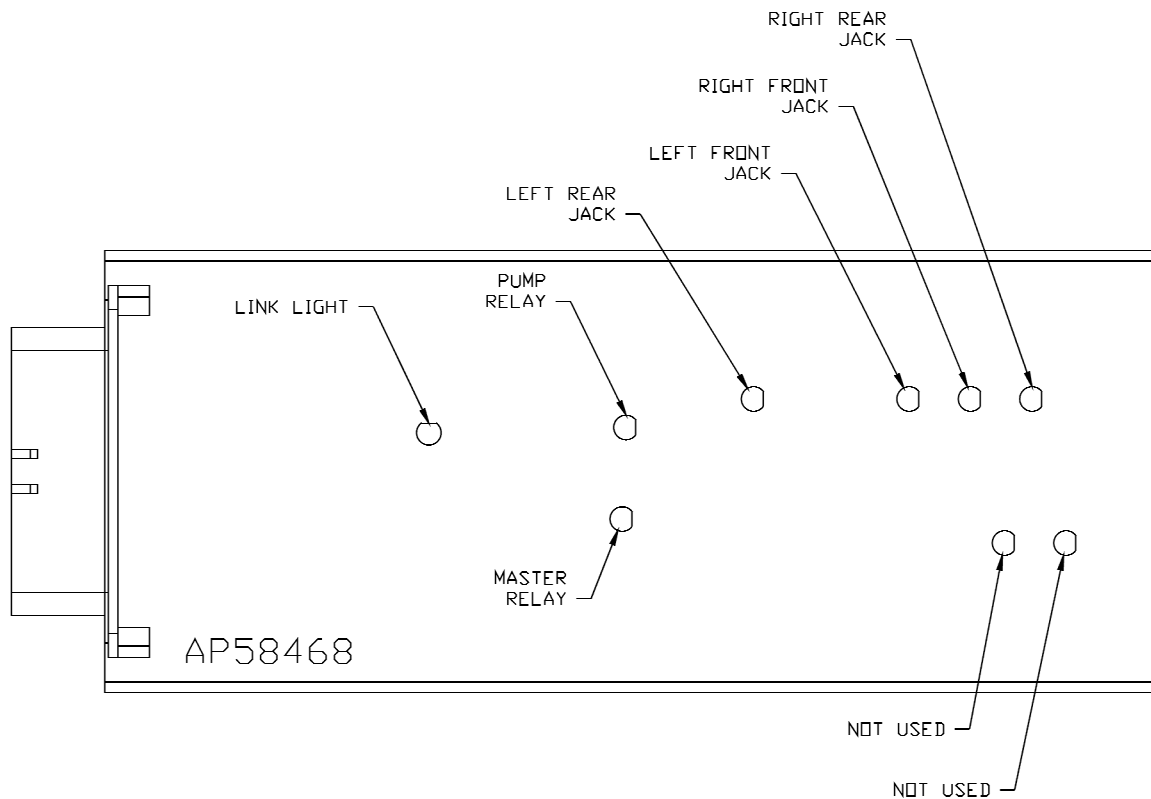 RIGHT REAR
JACK
RIGHT FRONT
JACK
LEFT FRONT
JACK
LEFT REAR
JACK
PUMP
RELAY
LINK LIGHT
MASTER
RELAY
AP58468
NOT USED
NOT USED